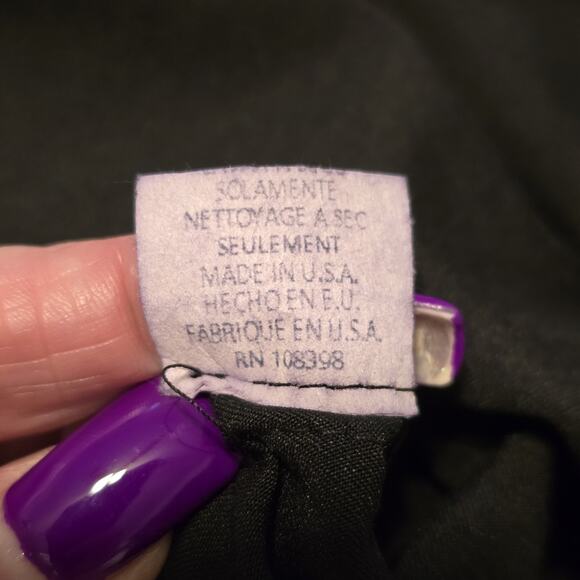 SOLAMENTE
NETTOYAGE A SEC
SEULEMENT
MADE IN U.S.A.
HECHO EN E.U.
FABRIQUE EN U.S.A.
RN 108398